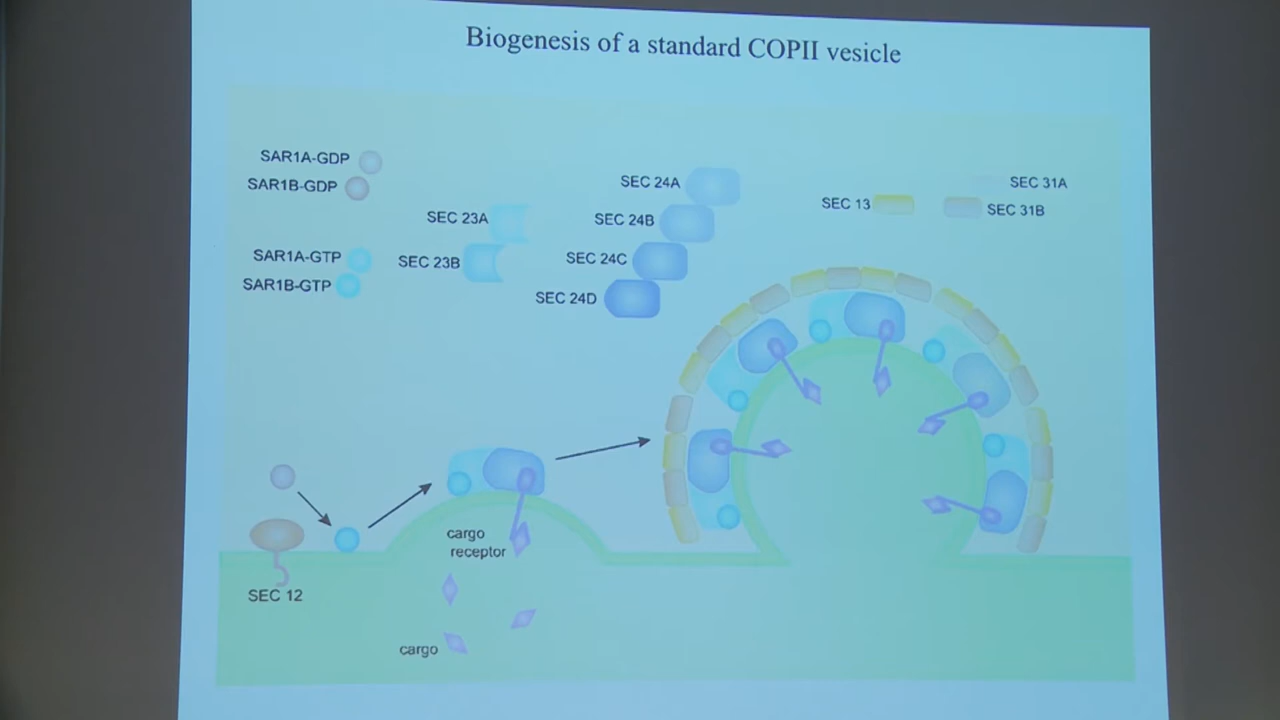 Biogenesis of a standard COPII vesicle
SAR1A-GDP
SAR1B-GDP
SAR1A-GTP
SAR1B-GTP
SEC 23A
SEC 23B
SEC 24A
SEC 24B
SEC 24C
SEC 24D
SEC 13
SEC 31A
SEC 31B
SEC 12
cargo
receptor
cargo